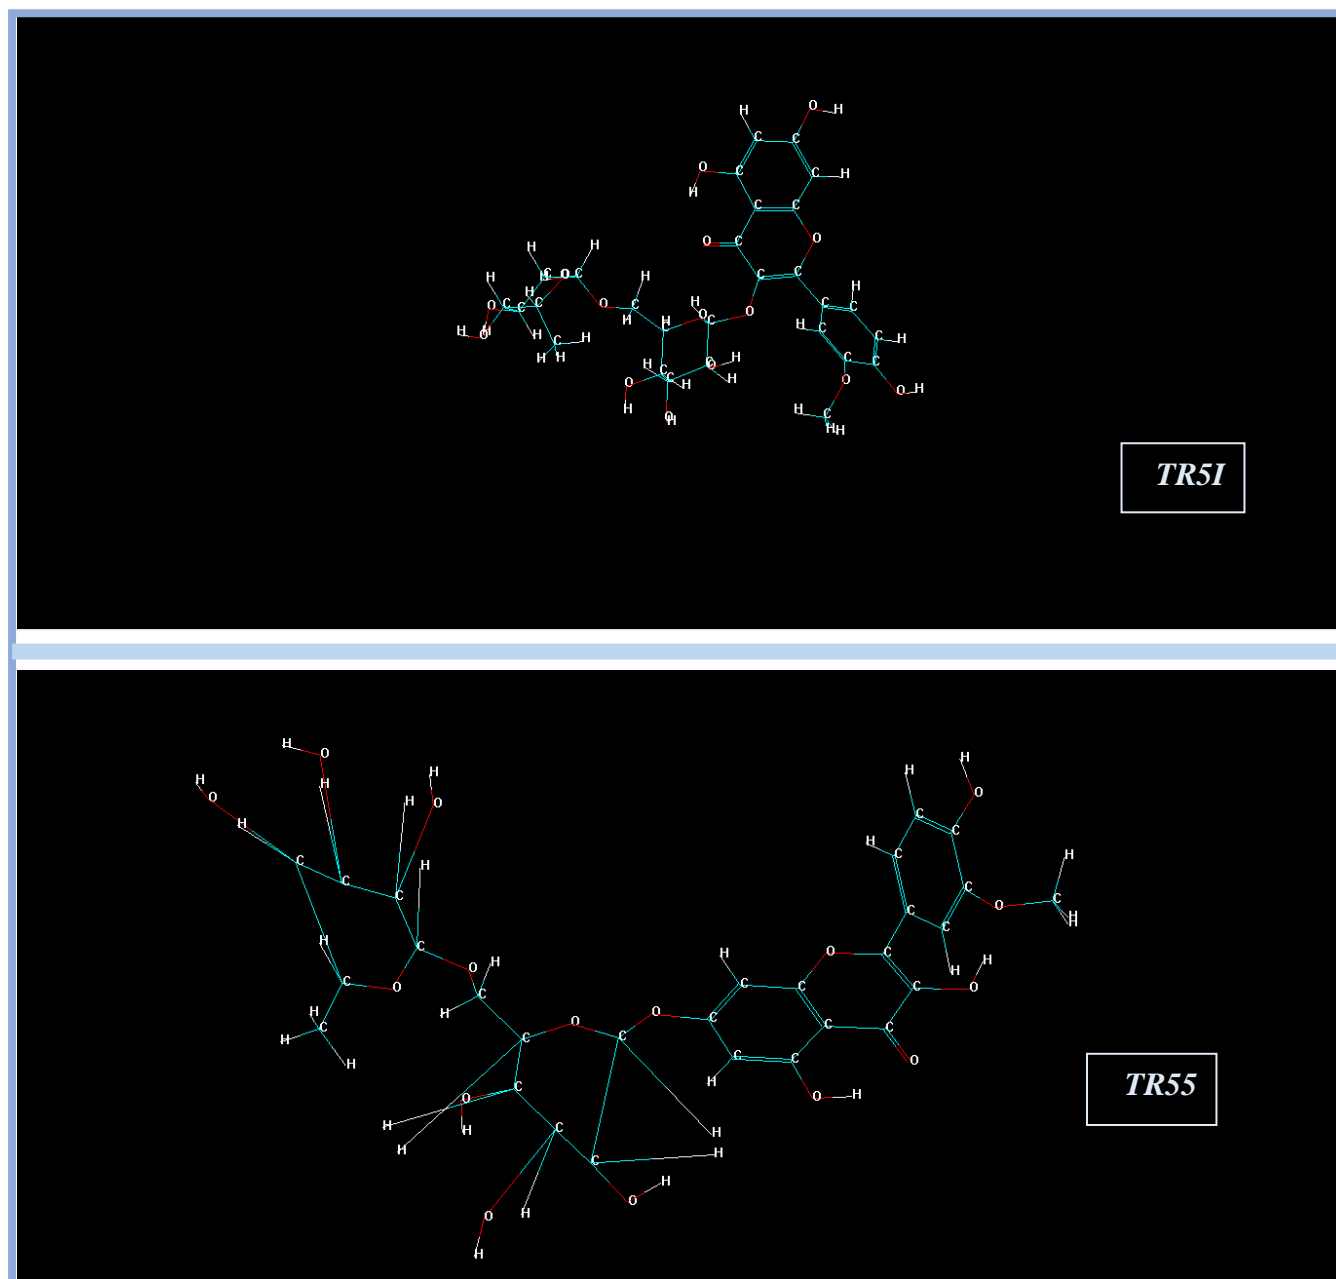 H O H
C C
O C C H
H
C C
O C O
H H
H C O C C C
H H H
H
O C C C O C H C C
O O
H H C H C
H O H H C C H
C H
H H H C
H C O C
C C H O
O H O H
H H C
O H H H
TR5I
H O H
H H H
H O H H O O
H C C
C H C
C C C C
H C C
H C O O H
C O O H H H
H C O C C O
O O C C
H C O C C C
H C C O
H H
C O O H
H H C H
H C H
H O
O H
H
TR55